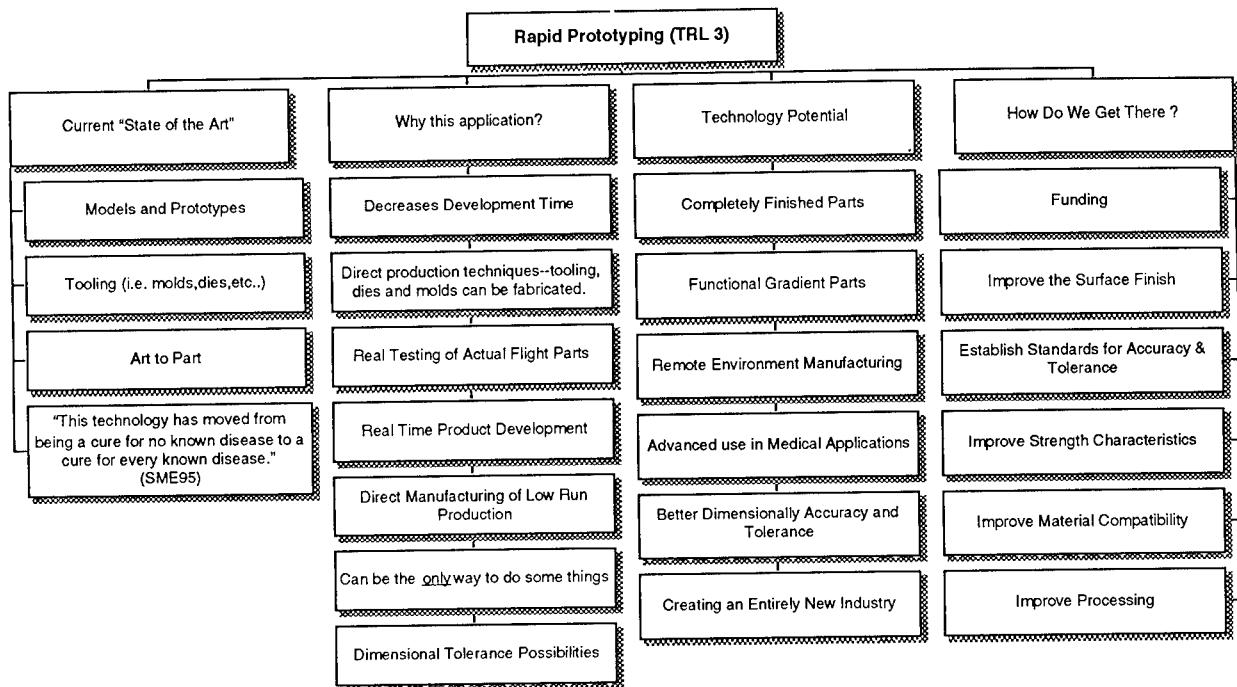 Rapid Prototyping (TRL 3)
Current "State of the Art"
Models and Prototypes
Tooling (i.e. molds,dies,etc..)
Art to Part
"This technology has moved from
being a cure for no known disease to a
cure for every known disease."
(SME95)
Why this application?
Decreases Development Time
Direct production techniques--tooling,
dies and molds can be fabricated.
Real Testing of Actual Flight Parts
Real Time Product Development
Direct Manufacturing of Low Run
Production
Can be the only way to do some things
Dimensional Tolerance Possibilities
Technology Potential
Completely Finished Parts
Functional Gradient Parts
Remote Environment Manufacturing
Advanced use in Medical Applications
Better Dimensionally Accuracy and
Tolerance
Creating an Entirely New Industry
How Do We Get There ?
Funding
Improve the Surface Finish
Establish Standards for Accuracy &
Tolerance
Improve Strength Characteristics
Improve Material Compatibility
Improve Processing